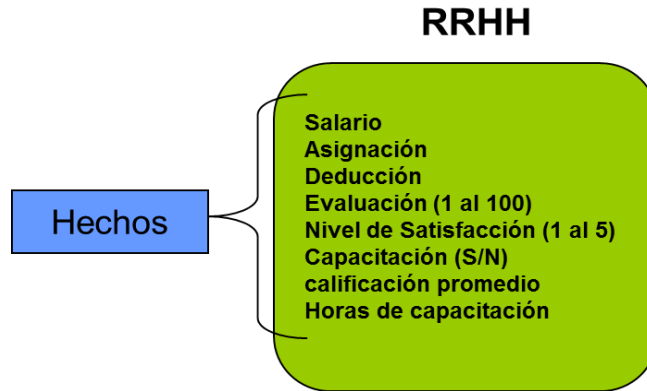 RRHH
Hechos
Salario
Asignación
Deducción
Evaluación (1 al 100)
Nivel de Satisfacción (1 al 5)
Capacitación (S/N)
calificación promedio
Horas de capacitación